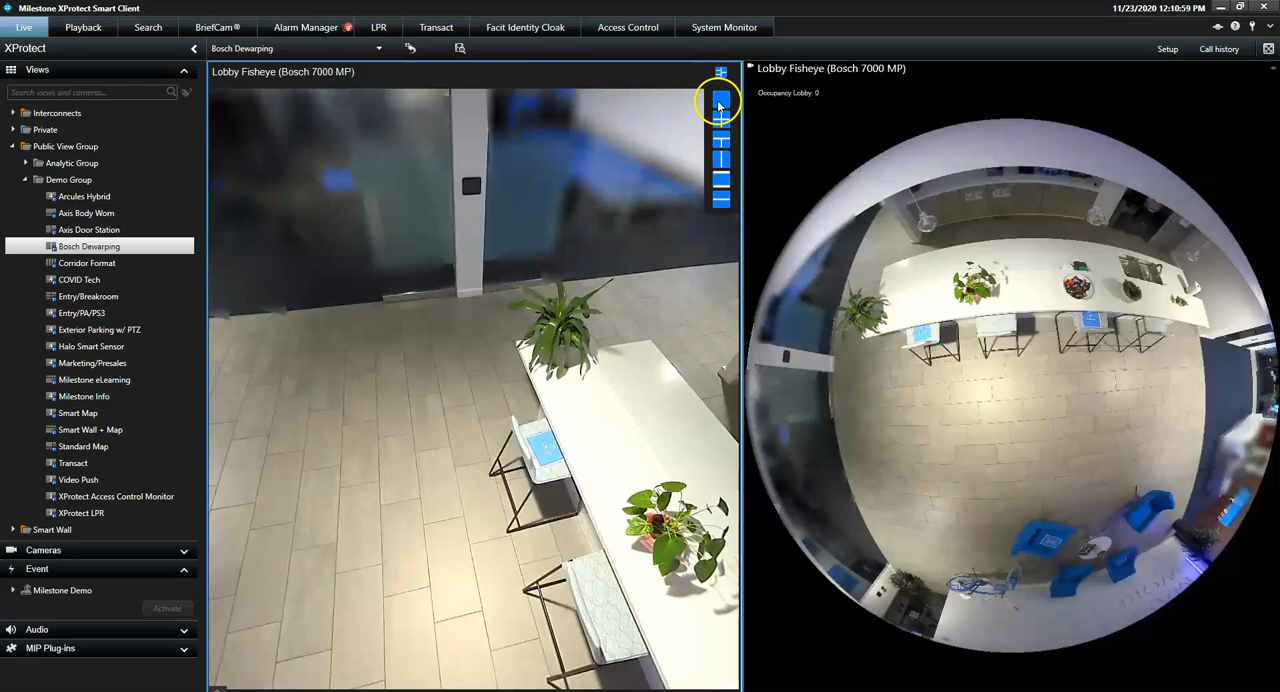 Milestone XProtect Smart Client
11/23/2020 12:10:59 PM
Live
Playback
Search
BriefCam®
Alarm Manager
LPR
Transact
Facit Identity Cloak
Access Control
System Monitor
XProtect
Bosch Dewarping
Setup
Call history
Views
Search views and cameras...
Interconnects
Private
Public View Group
Analytic Group
Demo Group
Arcules Hybrid
Axis Body Worn
Axis Door Station
Bosch Dewarping
Corridor Format
COVID Tech
Entry/Breakroom
Entry/PA/PS3
Exterior Parking w/ PTZ
Halo Smart Sensor
Marketing/Presales
Milestone eLearning
Milestone Info
Smart Map
Smart Wall + Map
Standard Map
Transact
Video Push
XProtect Access Control Monitor
XProtect LPR
Smart Wall
Cameras
Event
Milestone Demo
Activate
Audio
MIP Plug-ins
Lobby Fisheye (Bosch 7000 MP)
Lobby Fisheye (Bosch 7000 MP)
Occupancy Lobby: 0